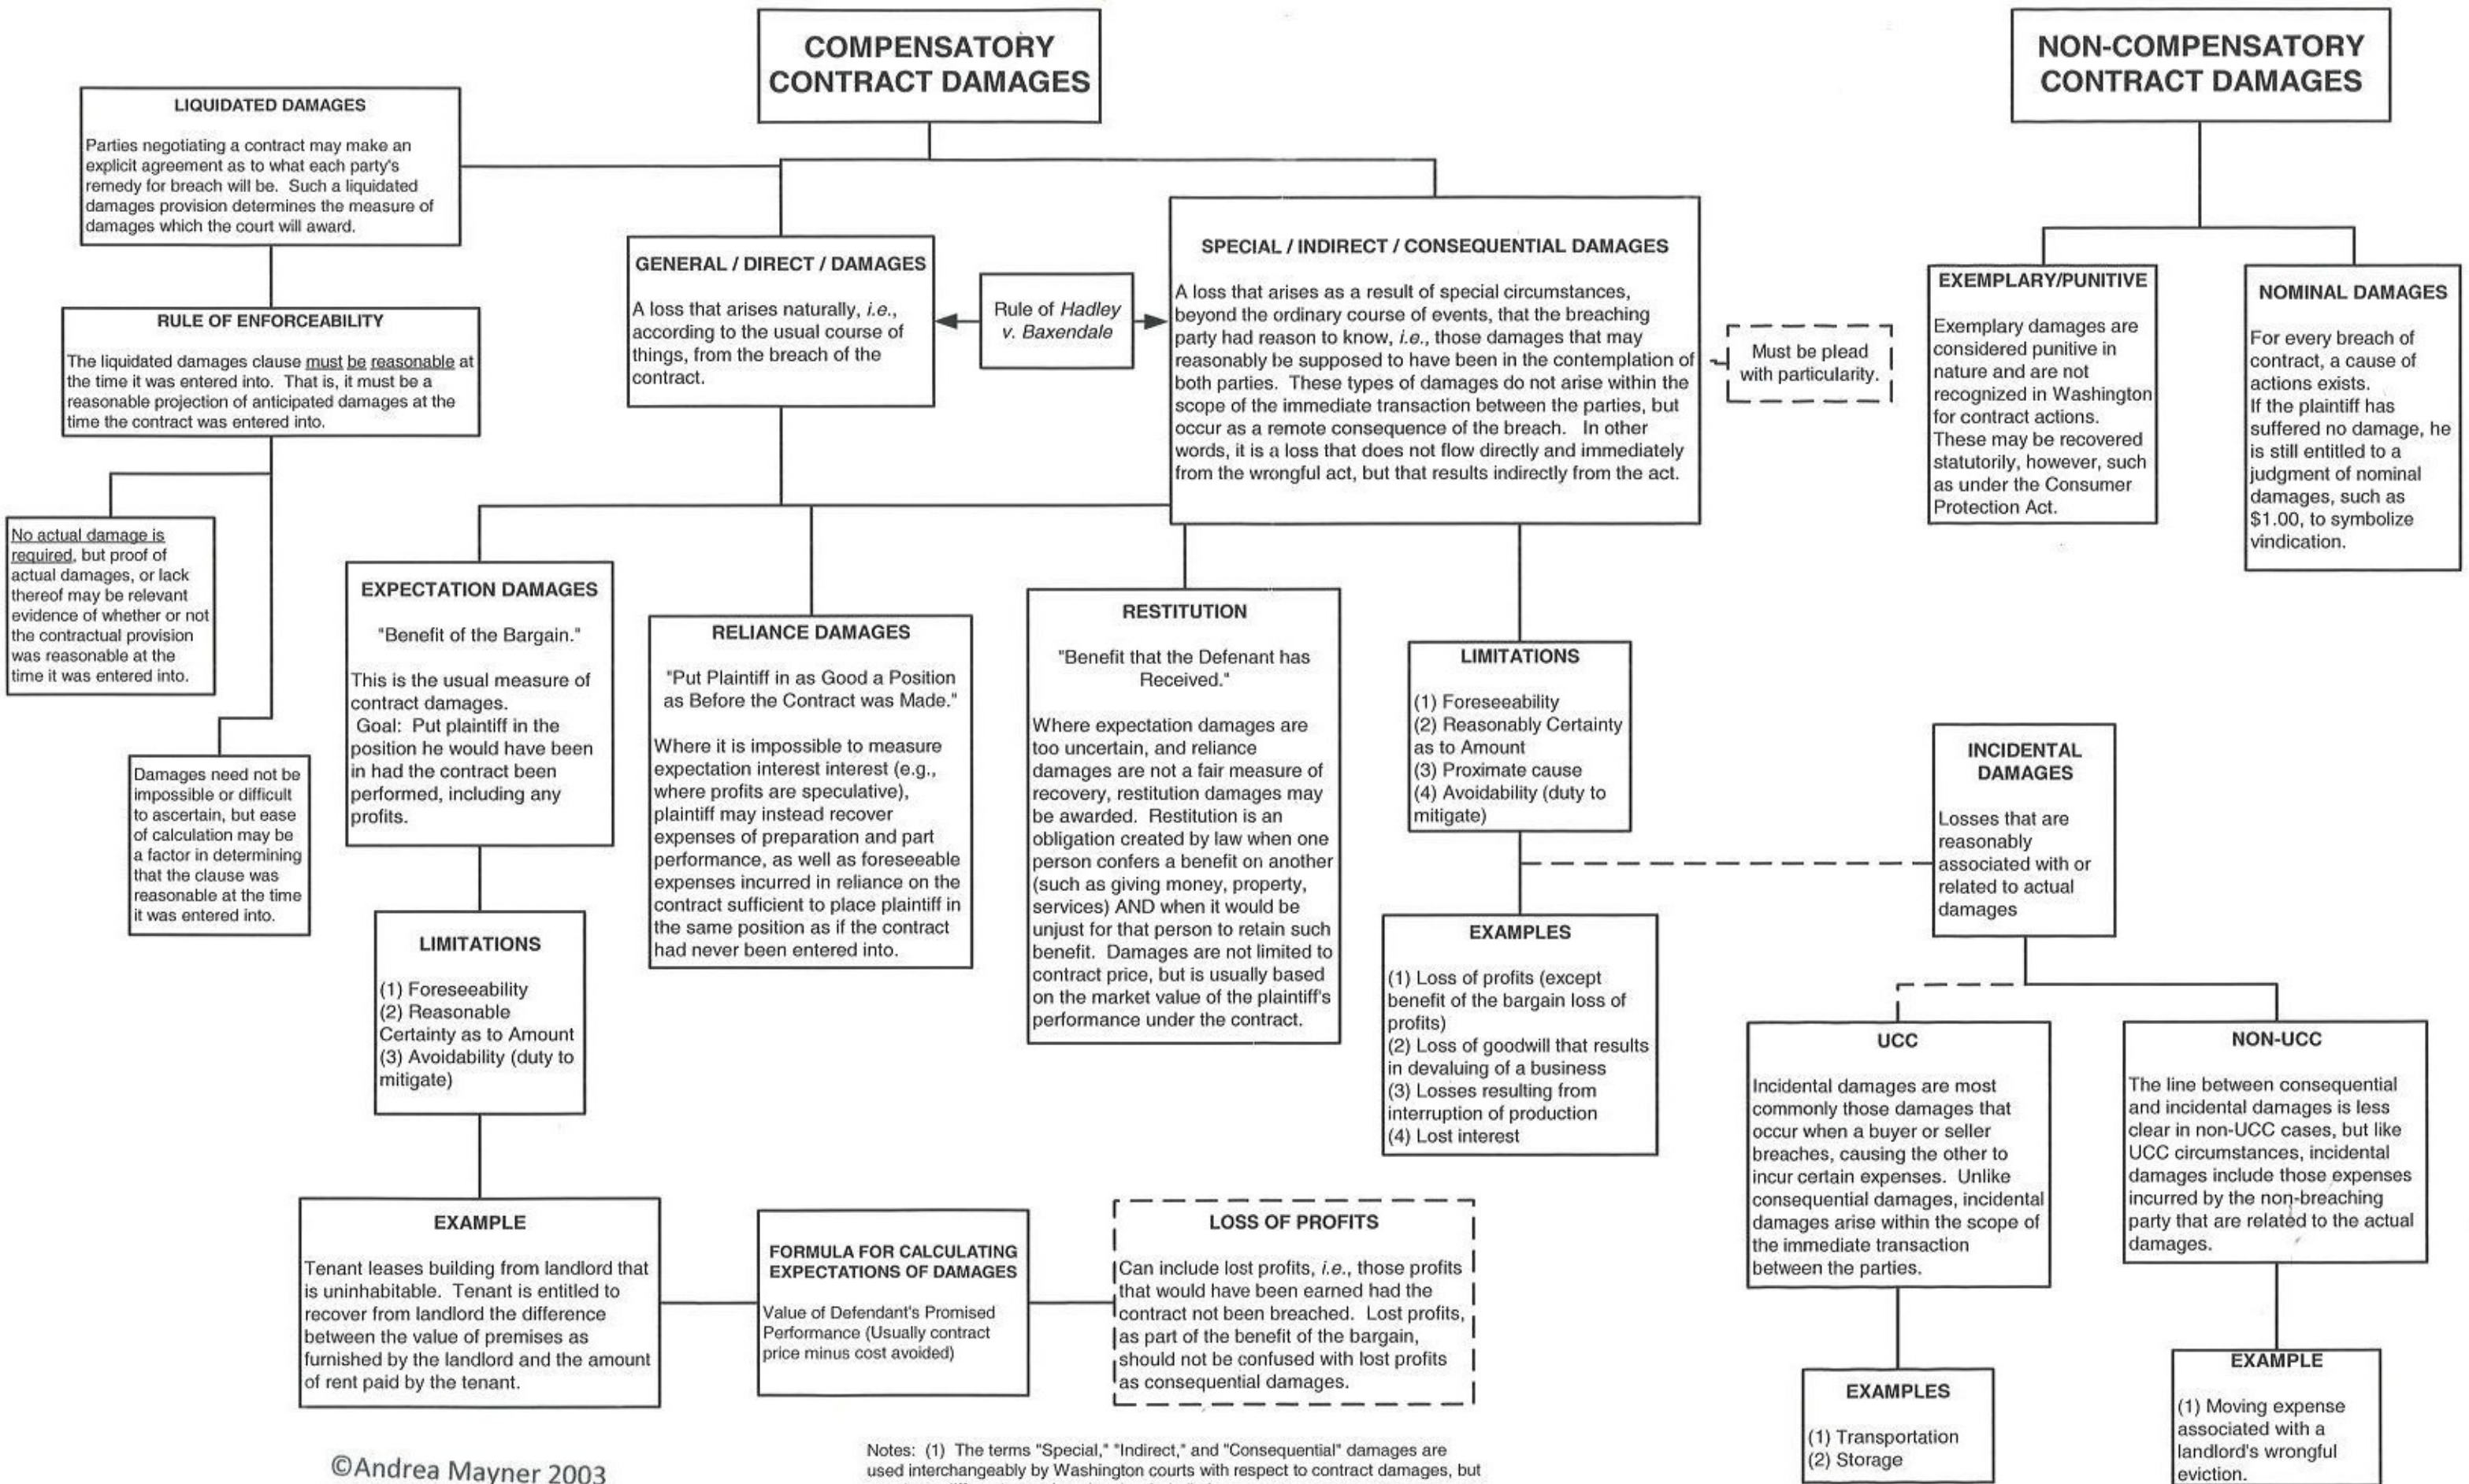 COMPENSATORY
CONTRACT DAMAGES
NON-COMPENSATORY
CONTRACT DAMAGES
LIQUIDATED DAMAGES
Parties negotiating a contract may make an
explicit agreement as to what each party's
remedy for breach will be. Such a liquidated
damages provision determines the measure of
damages which the court will award.
RULE OF ENFORCEABILITY
The liquidated damages clause must be reasonable at
the time it was entered into. That is, it must be a
reasonable projection of anticipated damages at the
time the contract was entered into.
No actual damage is
required, but proof of
actual damages, or lack
thereof may be relevant
evidence of whether or not
the contractual provision
was reasonable at the
time it was entered into.
Damages need not be
impossible or difficult
to ascertain, but ease
of calculation may be
a factor in determining
that the clause was
reasonable at the time
it was entered into.
GENERAL / DIRECT / DAMAGES
A loss that arises naturally, i.e.,
according to the usual course of
things, from the breach of the
contract.
Rule of Hadley
v. Baxendale
SPECIAL / INDIRECT / CONSEQUENTIAL DAMAGES
A loss that arises as a result of special circumstances,
beyond the ordinary course of events, that the breaching
party had reason to know, i.e., those damages that may
reasonably be supposed to have been in the contemplation of
both parties. These types of damages do not arise within the
scope of the immediate transaction between the parties, but
occur as a remote consequence of the breach. In other
words, it is a loss that does not flow directly and immediately
from the wrongful act, but that results indirectly from the act.
Must be plead
with particularity.
EXEMPLARY/PUNITIVE
Exemplary damages are
considered punitive in
nature and are not
recognized in Washington
for contract actions.
These may be recovered
statutorily, however, such
as under the Consumer
Protection Act.
NOMINAL DAMAGES
For every breach of
contract, a cause of
actions exists.
If the plaintiff has
suffered no damage, he
is still entitled to a
judgment of nominal
damages, such as
$1.00, to symbolize
vindication.
EXPECTATION DAMAGES
"Benefit of the Bargain."
This is the usual measure of
contract damages.
Goal: Put plaintiff in the
position he would have been
in had the contract been
performed, including any
profits.
LIMITATIONS
(1) Foreseeability
(2) Reasonable
Certainty as to Amount
(3) Avoidability (duty to
mitigate)
RELIANCE DAMAGES
"Put Plaintiff in as Good a Position
as Before the Contract was Made."
Where it is impossible to measure
expectation interest interest (e.g.,
where profits are speculative),
plaintiff may instead recover
expenses of preparation and part
performance, as well as foreseeable
expenses incurred in reliance on the
contract sufficient to place plaintiff in
the same position as if the contract
had never been entered into.
RESTITUTION
"Benefit that the Defenant has
Received."
Where expectation damages are
too uncertain, and reliance
damages are not a fair measure of
recovery, restitution damages may
be awarded. Restitution is an
obligation created by law when one
person confers a benefit on another
(such as giving money, property,
services) AND when it would be
unjust for that person to retain such
benefit. Damages are not limited to
contract price, but is usually based
on the market value of the plaintiff's
performance under the contract.
LIMITATIONS
(1) Foreseeability
(2) Reasonably Certainty
as to Amount
(3) Proximate cause
(4) Avoidability (duty to
mitigate)
EXAMPLES
(1) Loss of profits (except
benefit of the bargain loss of
profits)
(2) Loss of goodwill that results
in devaluing of a business
(3) Losses resulting from
interruption of production
(4) Lost interest
INCIDENTAL
DAMAGES
Losses that are
reasonably
associated with or
related to actual
damages
UCC
Incidental damages are most
commonly those damages that
occur when a buyer or seller
breaches, causing the other to
incur certain expenses. Unlike
consequential damages, incidental
damages arise within the scope of
the immediate transaction
between the parties.
NON-UCC
The line between consequential
and incidental damages is less
clear in non-UCC cases, but like
UCC circumstances, incidental
damages include those expenses
incurred by the non-breaching
party that are related to the actual
damages.
EXAMPLE
Tenant leases building from landlord that
is uninhabitable. Tenant is entitled to
recover from landlord the difference
between the value of premises as
furnished by the landlord and the amount
of rent paid by the tenant.
FORMULA FOR CALCULATING
EXPECTATIONS OF DAMAGES
Value of Defendant's Promised
Performance (Usually contract
price minus cost avoided)
LOSS OF PROFITS
Can include lost profits, i.e., those profits
that would have been earned had the
contract not been breached. Lost profits,
as part of the benefit of the bargain,
should not be confused with lost profits
as consequential damages.
EXAMPLES
(1) Transportation
(2) Storage
EXAMPLE
(1) Moving expense
associated with a
landlord's wrongful
eviction.
©Andrea Mayner 2003
Notes: (1) The terms "Special," "Indirect," and "Consequential" damages are
used interchangeably by Washington courts with respect to contract damages, but